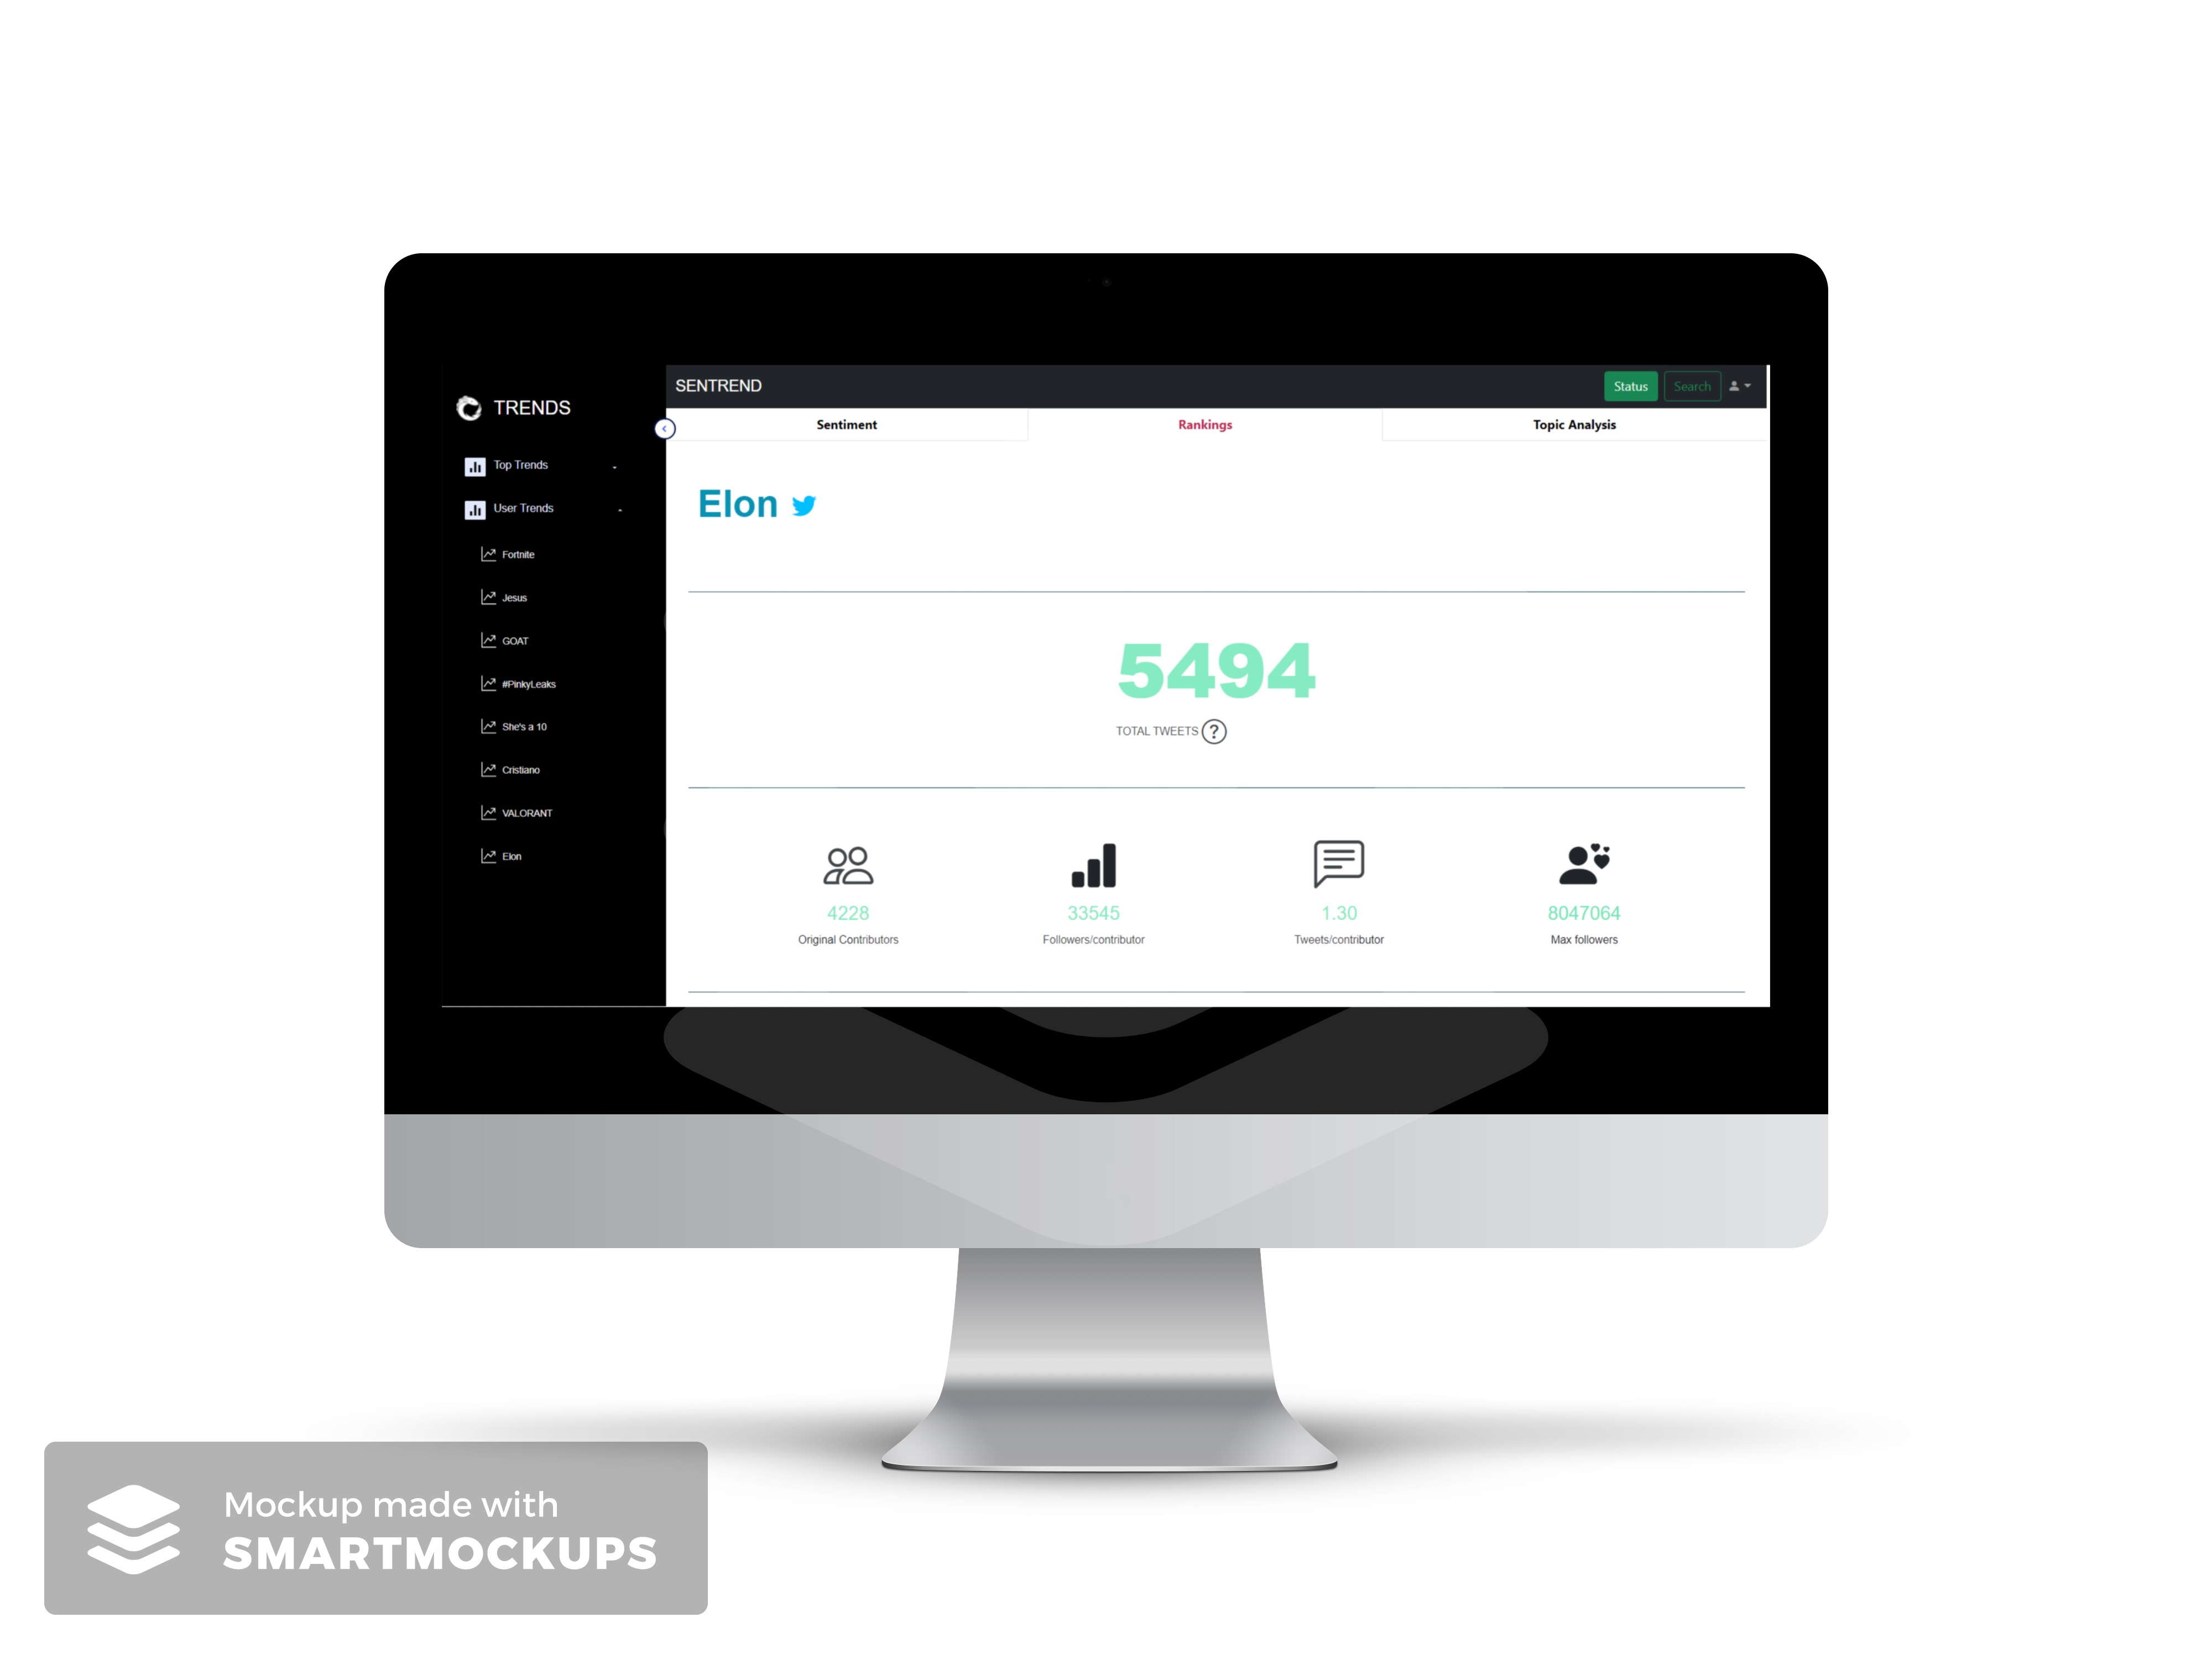 TRENDS
Top Trends
User Trends
Fortnite
Jesus
GOAT
#PinkyLeaks
She's a 10
Cristiano
VALORANT
Elon
SENTREND
Status
Search
Sentiment
Rankings
Topic Analysis
Elon
5494
TOTAL TWEETS ?
4228
Original Contributors
33545
Followers/contributor
1.30
Tweets/contributor
8047064
Max followers
Mockup made with
SMARTMOCKUPS